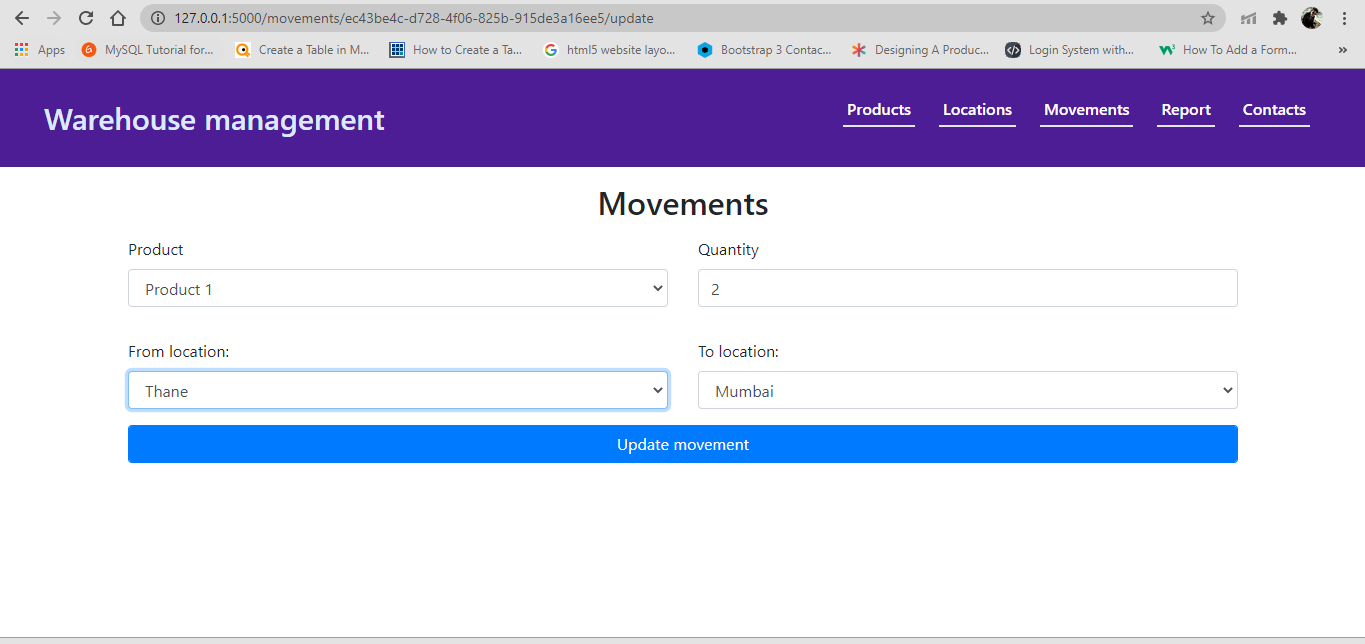 127.0.0.1:5000/movements/ec43be4c-d728-4f06-825b-915de3a16ee5/update
Apps MySQL Tutorial for... Create a Table in M... How to Create a Ta... html5 website layo... Bootstrap 3 Contac... Designing A Produc... Login System with... How To Add a Form... »
Warehouse management Products Locations Movements Report Contacts
Movements
Product Quantity
Product 1 2
From location: To location:
Thane Mumbai
Update movement